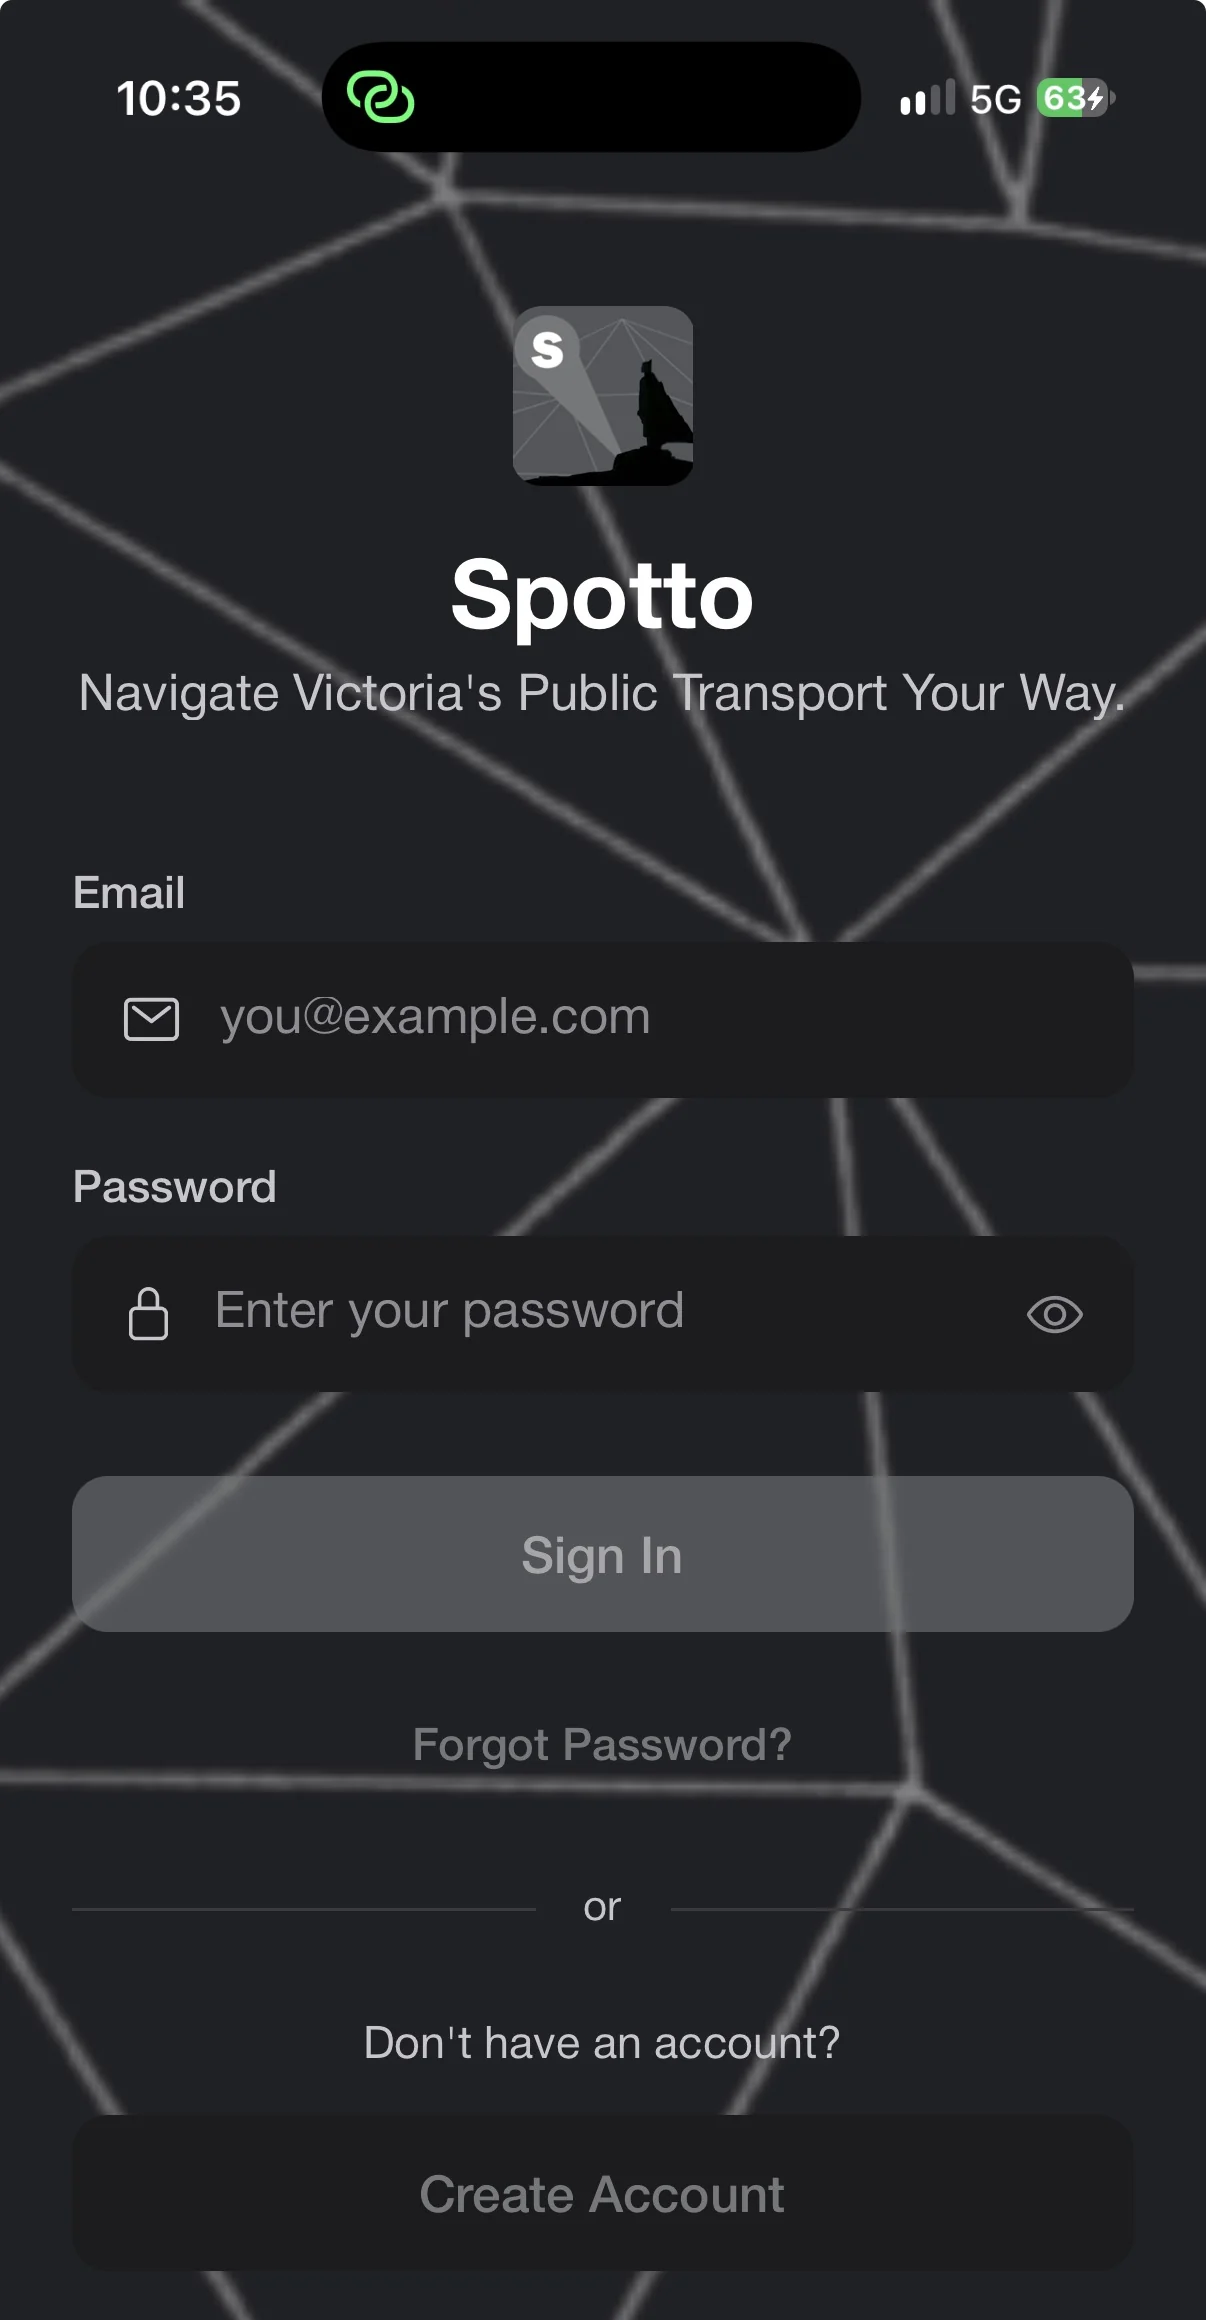 10:35
5G
63
S
Spotto
Navigate Victoria's Public Transport Your Way.
Email
you@example.com
Password
Enter your password
Sign In
Forgot Password?
or
Don't have an account?
Create Account